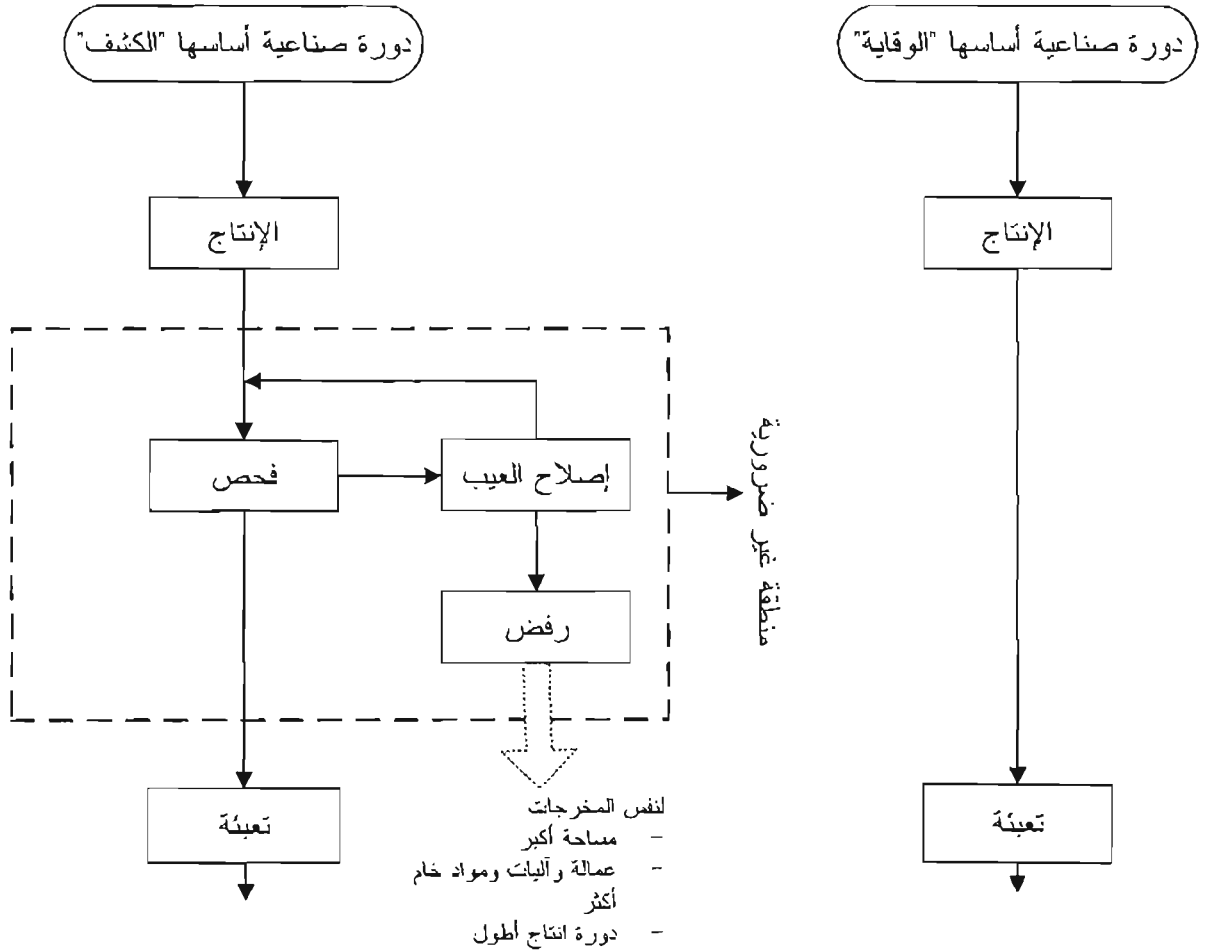 دورة صناعية أساسها "الوقاية"
دورة صناعية أساسها "الكشف"
الإنتاج
الإنتاج
فحص
إصلاح العيب
منطقة غير ضرورية
رفض
تعبئة
تعبئة
لنفس المخرجات
- مساحة أكبر
- عمالة وآليات ومواد خام
أكثر
- دورة انتاج أطول